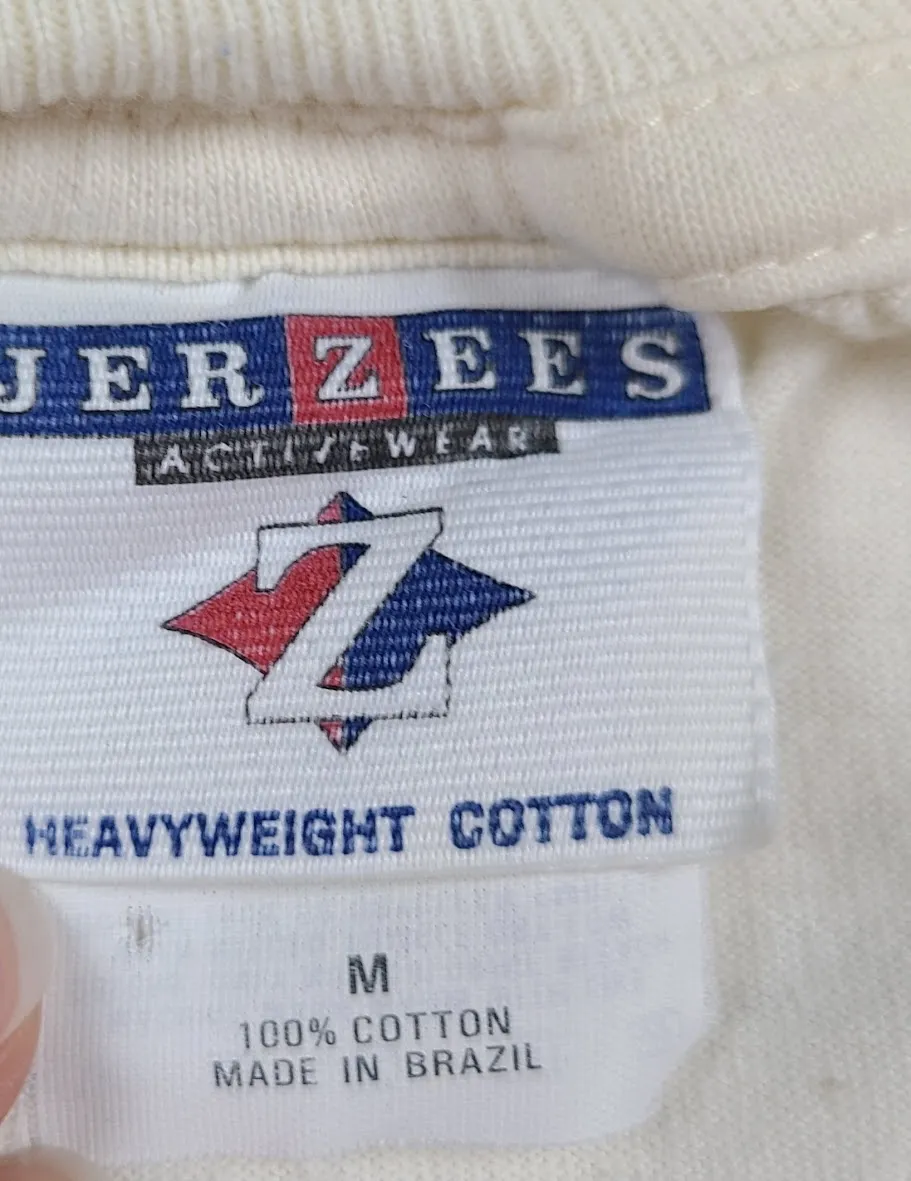 JERZEES
ACTIVEWEAR
Z
HEAVYWEIGHT COTTON
M
100% COTTON
MADE IN BRAZIL